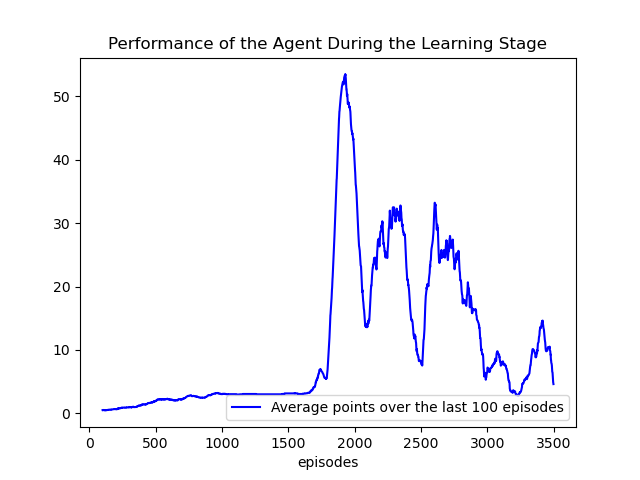 Performance of the Agent During the Learning Stage
50
40
30
20
10
0
Average points over the last 100 episodes
0 500 1000 1500 2000 2500 3000 3500
episodes